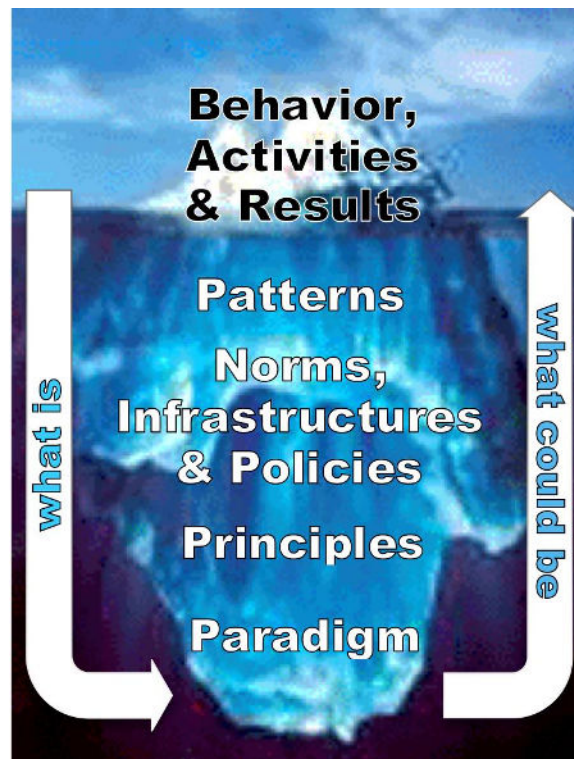 Behavior,
Activities
& Results
Patterns
Norms,
Infrastructures
& Policies
Principles
Paradigm
what is
what could be